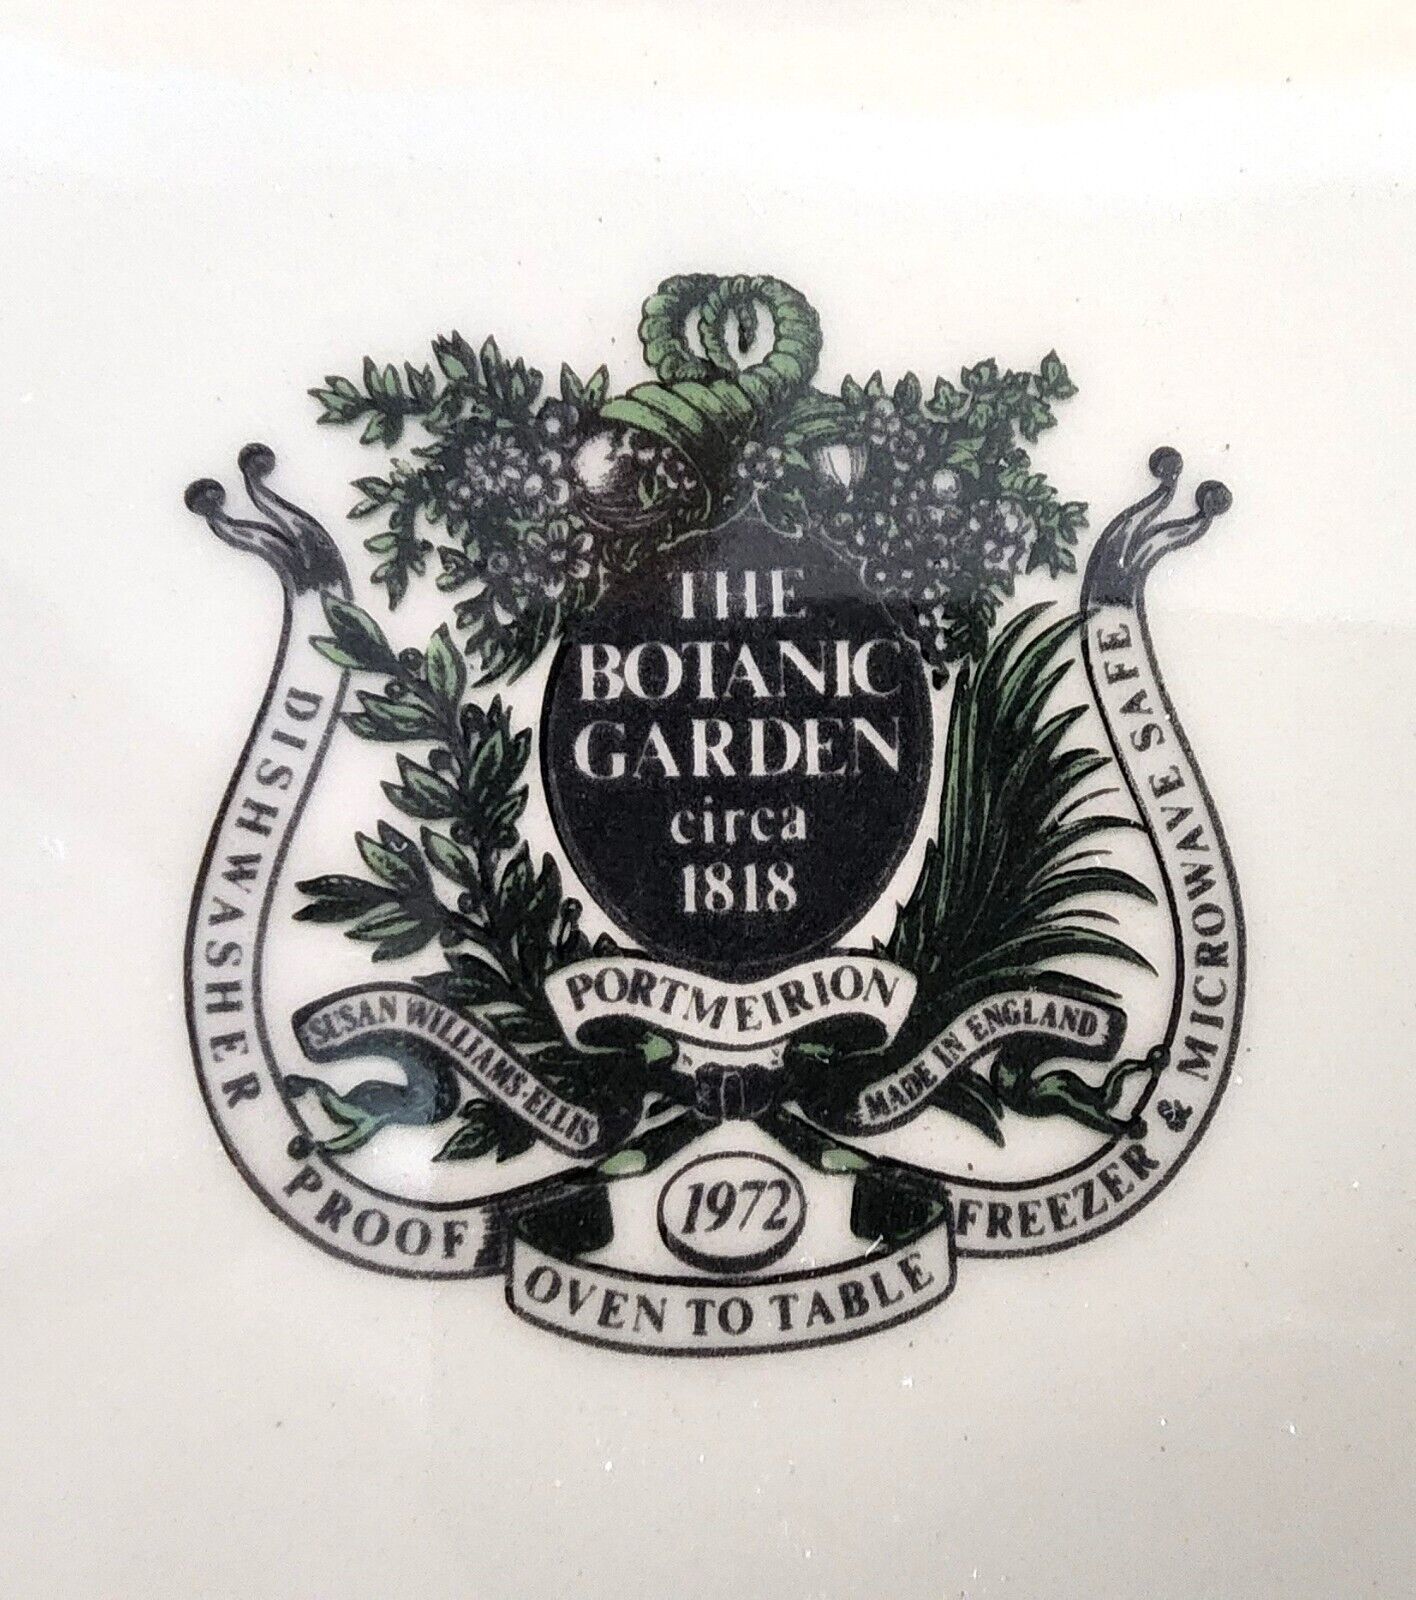 THE
BOTANIC
GARDEN
circa
1818
PORTMEIRION
SUSAN WILLIAMS-ELLIS
MADE IN ENGLAND
1972
DISHWASHER PROOF
OVEN TO TABLE
FREEZER & MICROWAVE SAFE